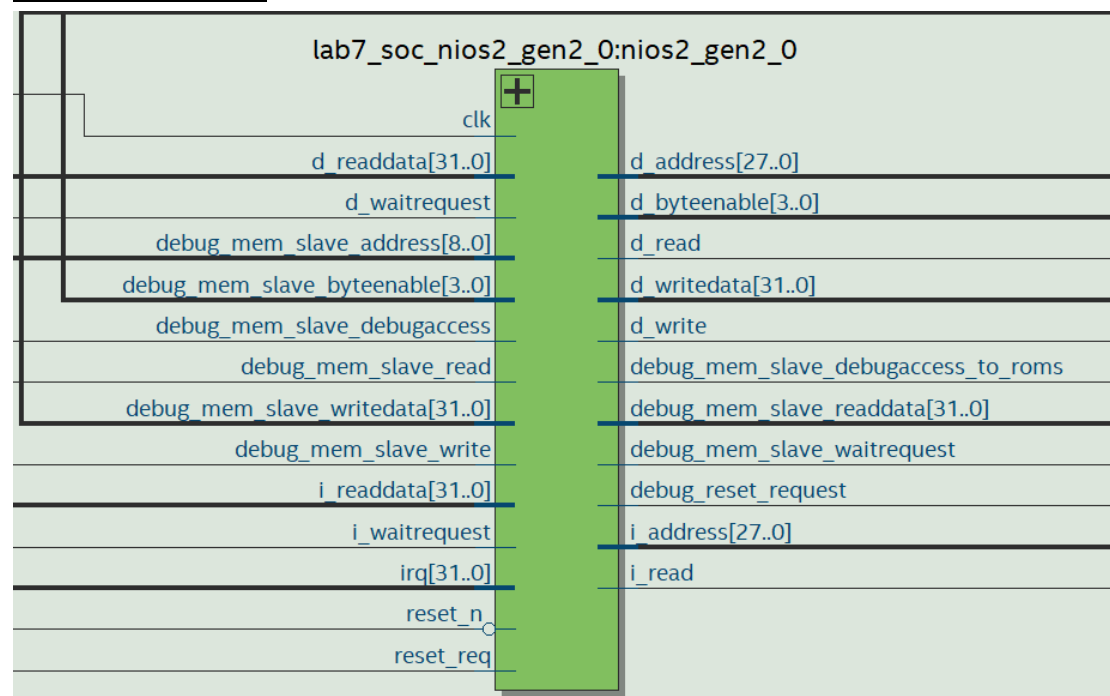 lab7_soc_nios2_gen2_0:nios2_gen2_0
clk
d_readdata[31..0]
d_waitrequest
debug_mem_slave_address[8..0]
debug_mem_slave_byteenable[3..0]
debug_mem_slave_debugaccess
debug_mem_slave_read
debug_mem_slave_writedata[31..0]
debug_mem_slave_write
i_readdata[31..0]
i_waitrequest
irq[31..0]
reset_n
reset_req
d_address[27..0]
d_byteenable[3..0]
d_read
d_writedata[31..0]
d_write
debug_mem_slave_debugaccess_to_roms
debug_mem_slave_readdata[31..0]
debug_mem_slave_waitrequest
debug_reset_request
i_address[27..0]
i_read